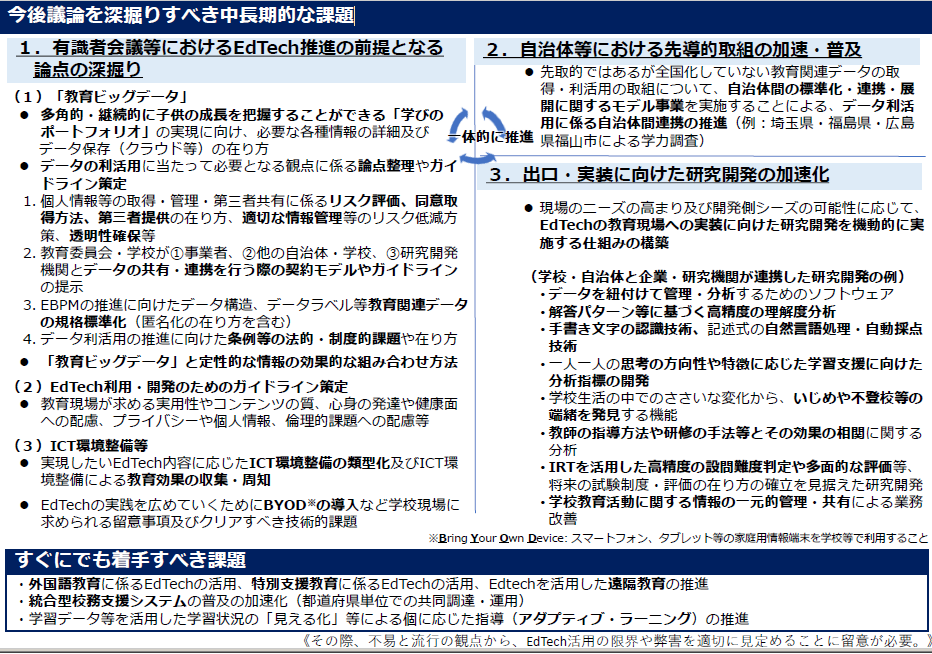 今後議論を深掘りすべき中長期的な課題
１．有識者会議等におけるEdTech推進の前提となる
論点の深掘り
（１）「教育ビッグデータ」
● 多角的・継続的に子供の成長を把握することができる「学びの
ポートフォリオ」の実現に向け、必要な各種情報の詳細及び
データ保存（クラウド等）の在り方
● データの利活用に当たって必要となる観点に係る論点整理やガイ
ドライン策定
1. 個人情報等の取得・管理・第三者共有に係るリスク評価、同意取
得方法、第三者提供の在り方、適切な情報管理等のリスク低減方
策、透明性確保等
2. 教育委員会・学校が①事業者、②他の自治体・学校、③研究開発
機関とデータの共有・連携を行う際の契約モデルやガイドライン
の提示
3. EBPMの推進に向けたデータ構造、データラベル等教育関連データ
の規格標準化（匿名化の在り方を含む）
4. データ利活用の推進に向けた条例等の法的・制度的課題や在り方
● 「教育ビッグデータ」と定性的な情報の効果的な組み合わせ方法
（２）EdTech利用・開発のためのガイドライン策定
● 教育現場が求める実用性やコンテンツの質、心身の発達や健康面
への配慮、プライバシーや個人情報、倫理的課題への配慮等
（３）ICT環境整備等
● 実現したいEdTech内容に応じたICT環境整備の類型化及びICT環
境整備による教育効果の収集・周知
● EdTechの実践を広めていくためにBYOD※の導入など学校現場に
求められる留意事項及びクリアすべき技術的課題
一体的に推進
２．自治体等における先導的取組の加速・普及
● 先取的ではあるが全国化していない教育関連データの取
得・利活用の取組について、自治体間の標準化・連携・展
開に関するモデル事業を実施することによる、データ利活
用に係る自治体間連携の推進（例：埼玉県・福島県・広島
県福山市による学力調査）
３．出口・実装に向けた研究開発の加速化
● 現場のニーズの高まり及び開発側シーズの可能性に応じて、
EdTechの教育現場への実装に向けた研究開発を機動的に実
施する仕組みの構築
（学校・自治体と企業・研究機関が連携した研究開発の例）
・データを紐付けて管理・分析するためのソフトウェア
・解答パターン等に基づく高精度の理解度分析
・手書き文字の認識技術、記述式の自然言語処理・自動採点
技術
・一人一人の思考の方向性や特徴に応じた学習支援に向けた
分析指標の開発
・学校生活の中でのささいな変化から、いじめや不登校等の
端緒を発見する機能
・教師の指導方法や研修の手法等とその効果の相関に関する
分析
・IRTを活用した高精度の設問難度判定や多面的な評価等、
将来の試験制度・評価の在り方の確立を見据えた研究開発
・学校教育活動に関する情報の一元的管理・共有による業務
改善
※Bring Your Own Device: スマートフォン、タブレット等の家庭用情報端末を学校等で利用すること
すぐにでも着手すべき課題
・外国語教育に係るEdTechの活用、特別支援教育に係るEdTechの活用、Edtechを活用した遠隔教育の推進
・統合型校務支援システムの普及の加速化（都道府県単位での共同調達・運用）
・学習データ等を活用した学習状況の「見える化」等による個に応じた指導（アダプティブ・ラーニング）の推進
《その際、不易と流行の観点から、EdTech活用の限界や弊害を適切に見定めることに留意が必要。》